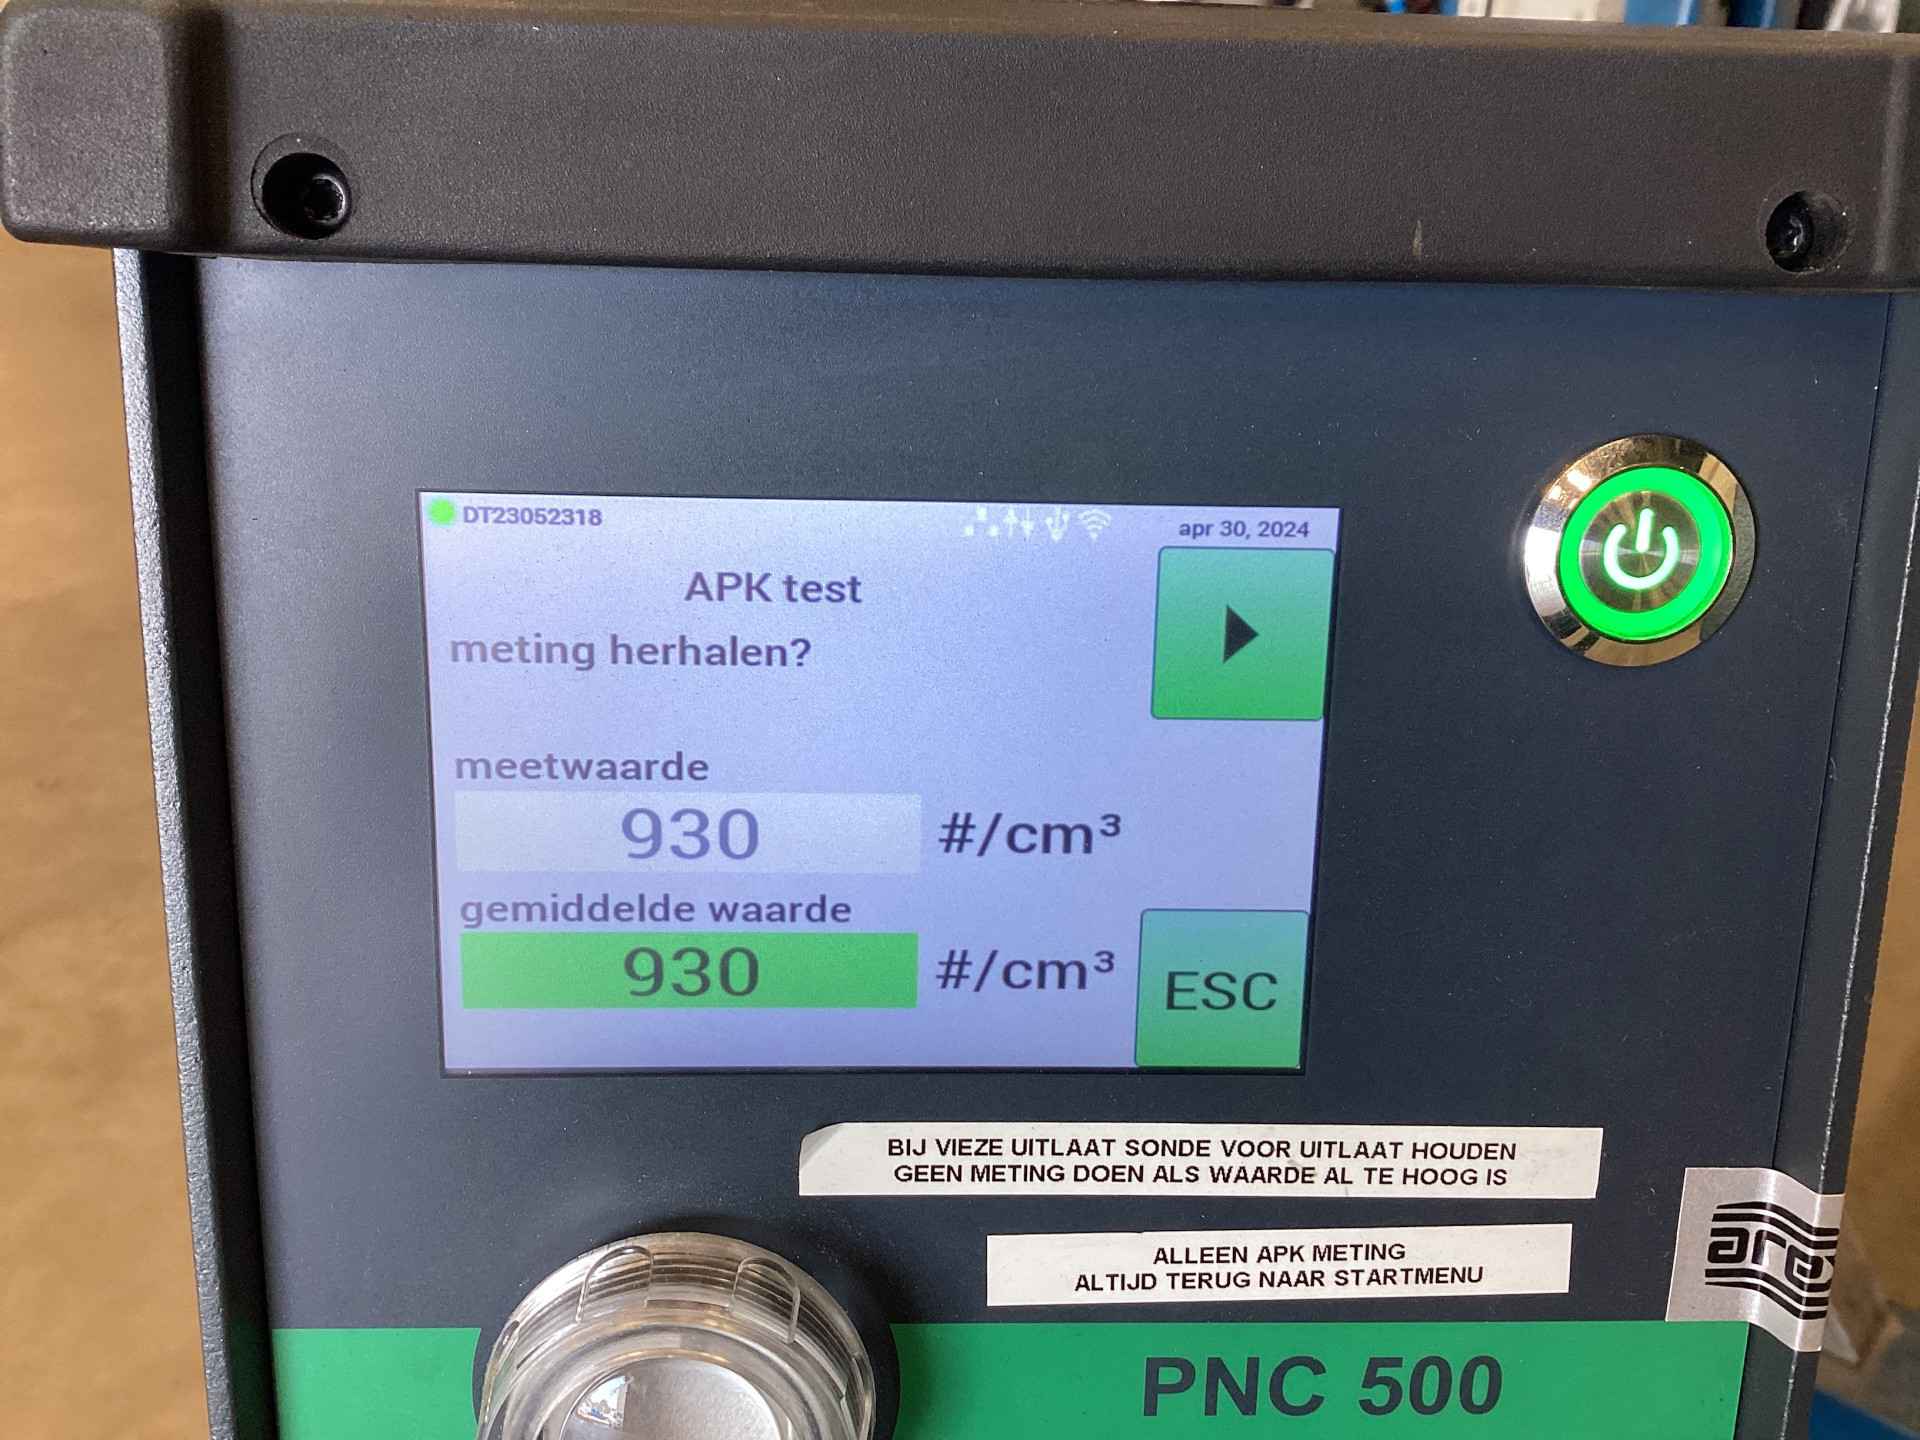 DT23052318
apr 30, 2024
APK test
meting herhalen?
meetwaarde
930 #/cm³
gemiddelde waarde
930 #/cm³
ESC
BIJ VIEZE UITLAAT SONDE VOOR UITLAAT HOUDEN
GEEN METING DOEN ALS WAARDE AL TE HOOG IS
ALLEEN APK METING
ALTIJD TERUG NAAR STARTMENU
PNC 500